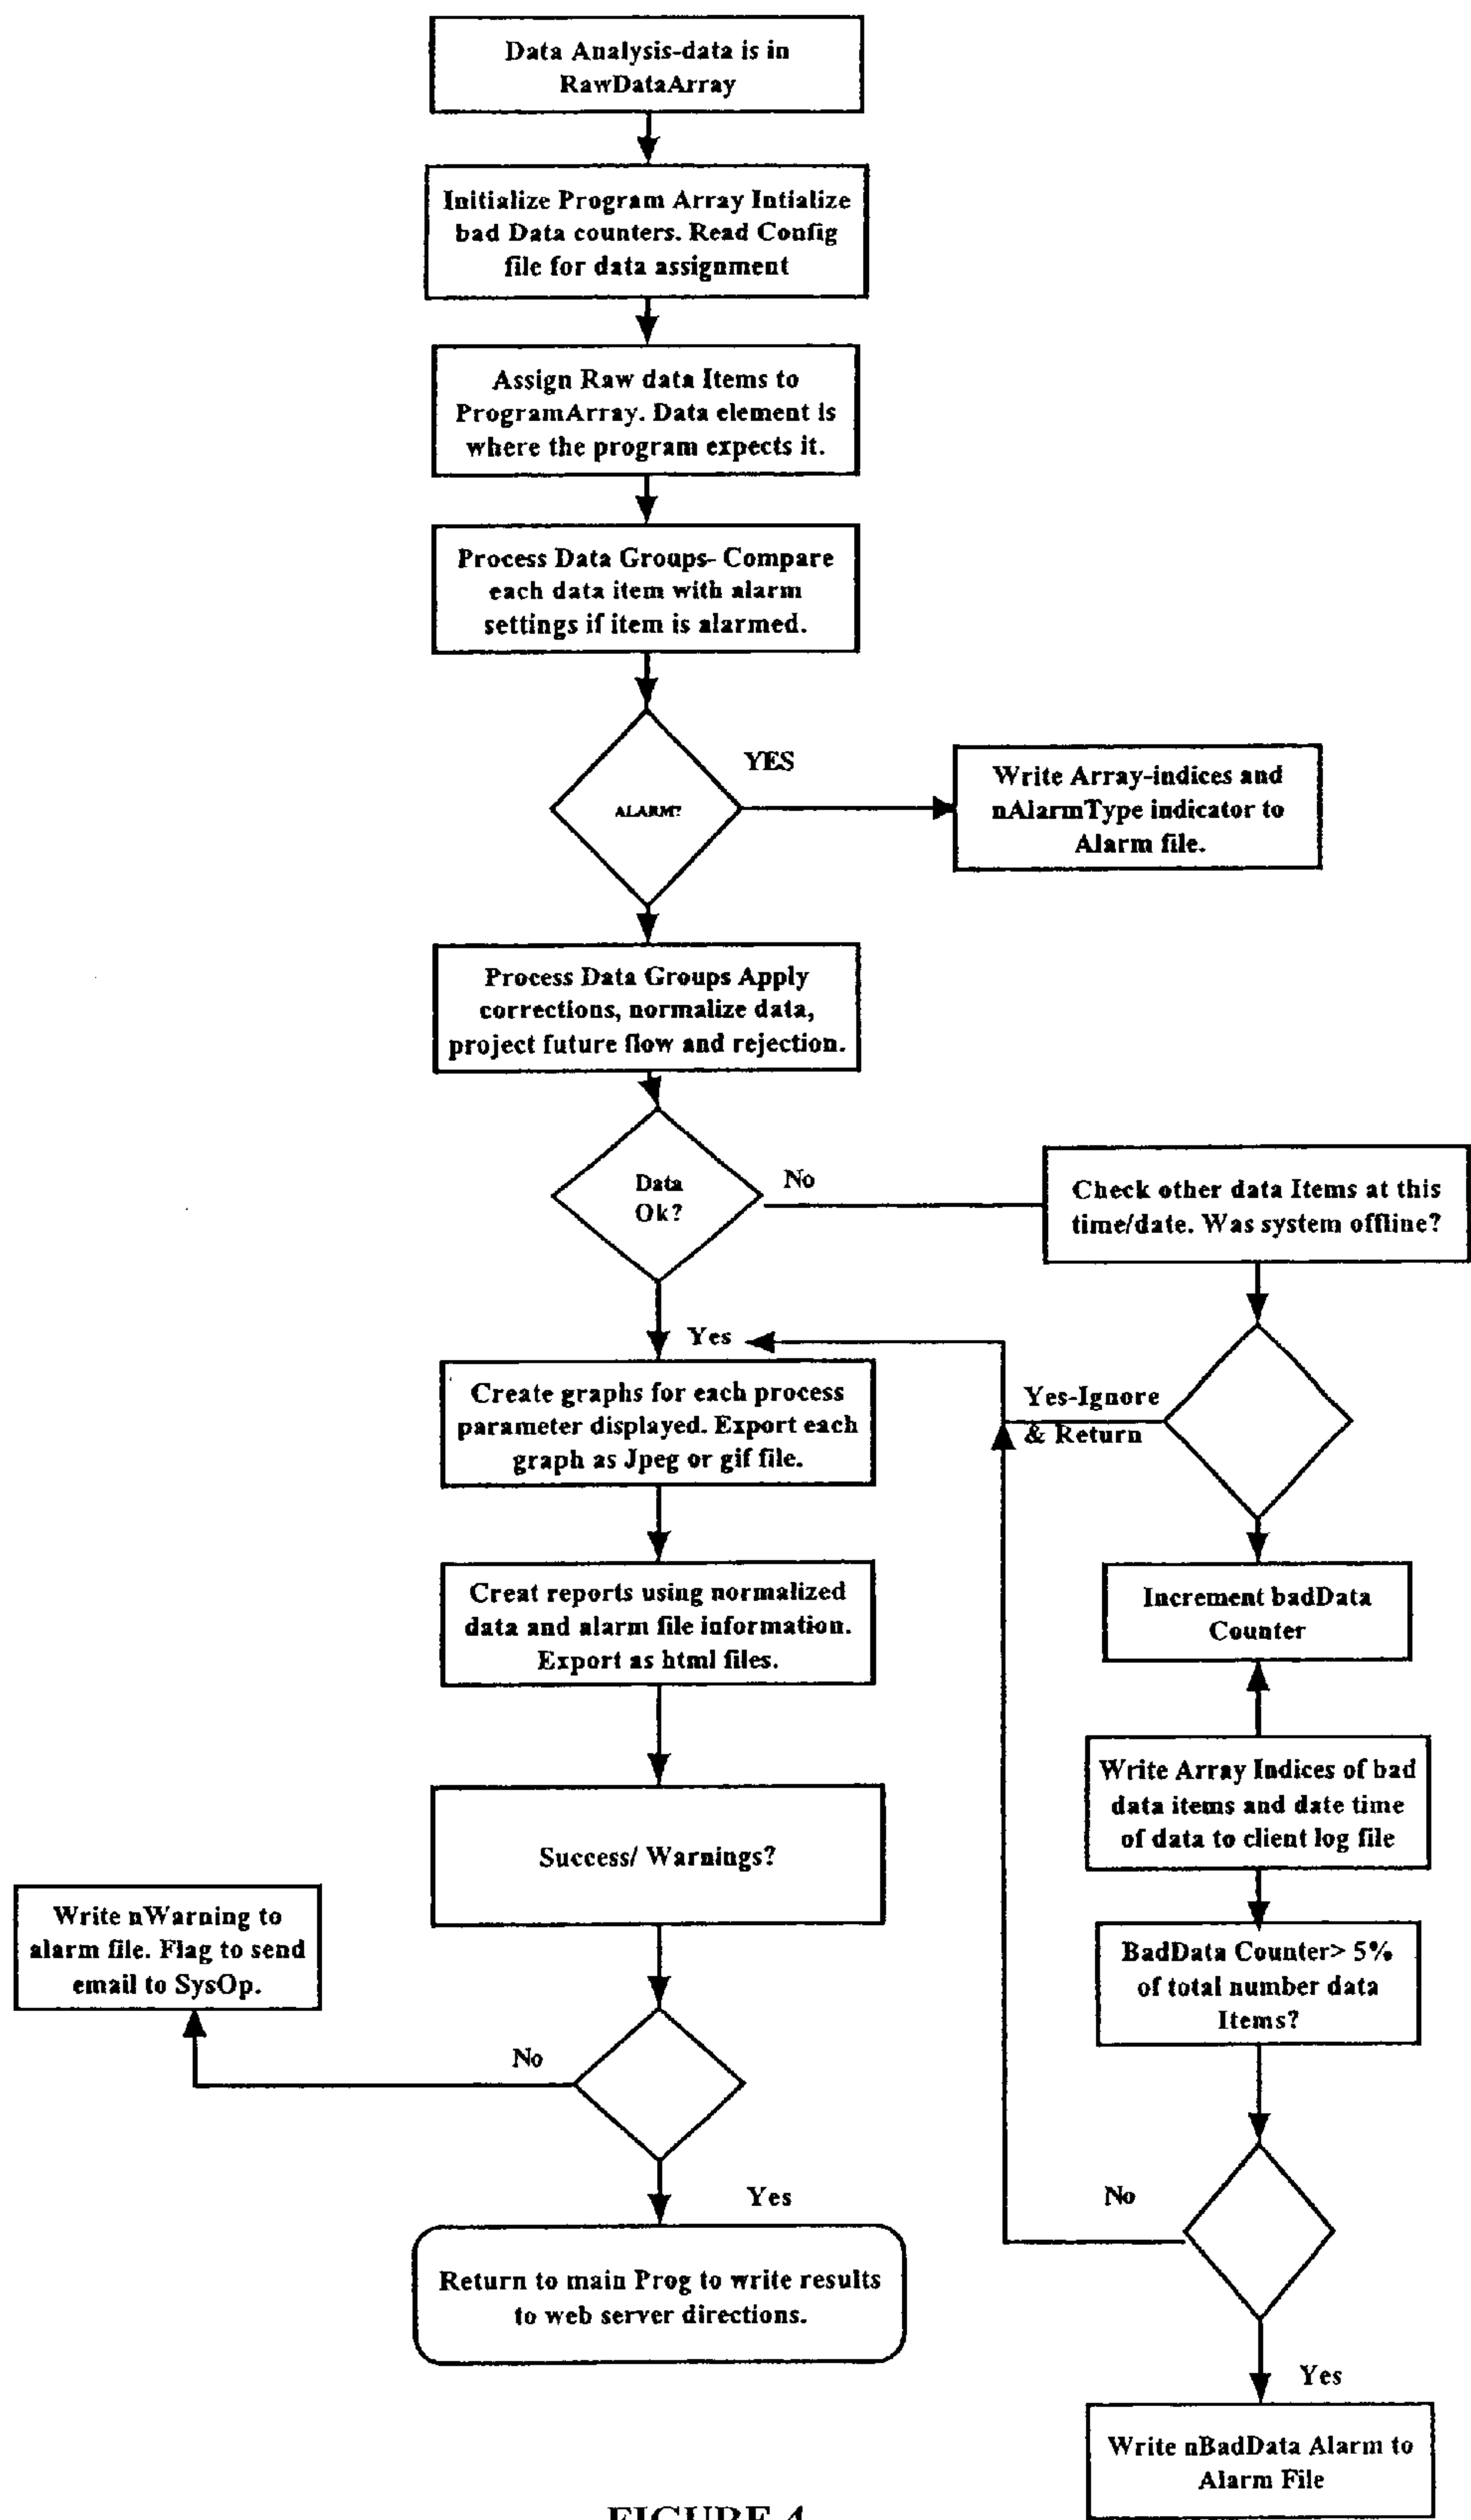 Data Analysis-data is in
RawDataArray
Initialize Program Array Intialize
bad Data counters. Read Config
file for data assignment
Assign Raw data Items to
ProgramArray. Data element is
where the program expects it.
Process Data Groups- Compare
each data item with alarm
settings if item is alarmed.
ALARM?
YES
Write Array-indices and
nAlarmType indicator to
Alarm file.
Process Data Groups Apply
corrections, normalize data,
project future flow and rejection.
Data
Ok?
No
Check other data Items at this
time/date. Was system offline?
Yes
Yes-Ignore
& Return
Create graphs for each process
parameter displayed. Export each
graph as Jpeg or gif file.
Increment badData
Counter
Creat reports using normalized
data and alarm file information.
Export as html files.
Write Array Indices of bad
data items and date time
of data to client log file
Success/ Warnings?
Write nWarning to
alarm file. Flag to send
email to SysOp.
BadData Counter> 5%
of total number data
Items?
No
Yes
No
Return to main Prog to write results
to web server directions.
Yes
Write nBadData Alarm to
Alarm File
FIGURE 4